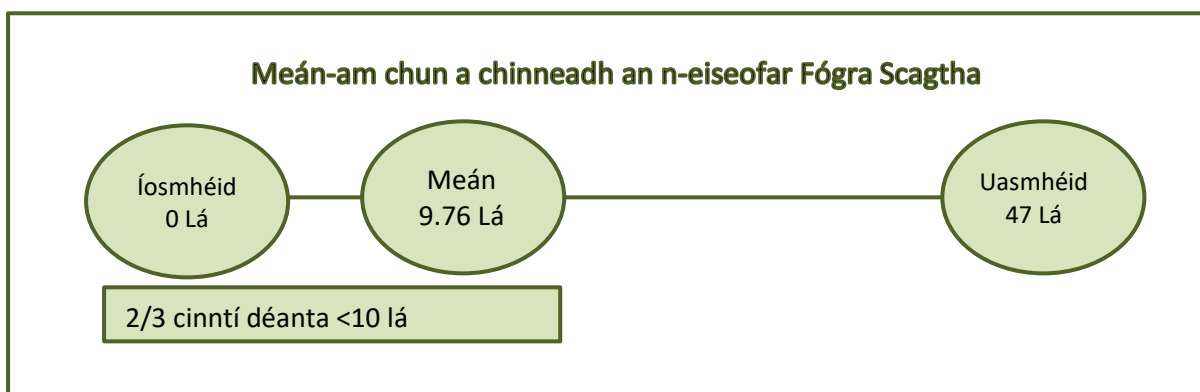 Meán-am chun a chinneadh an n-eiseofar Fógra Scagtha
Íosmhéid
0 Lá
Meán
9.76 Lá
Uasmhéid
47 Lá
2/3 cinntí déanta <10 lá